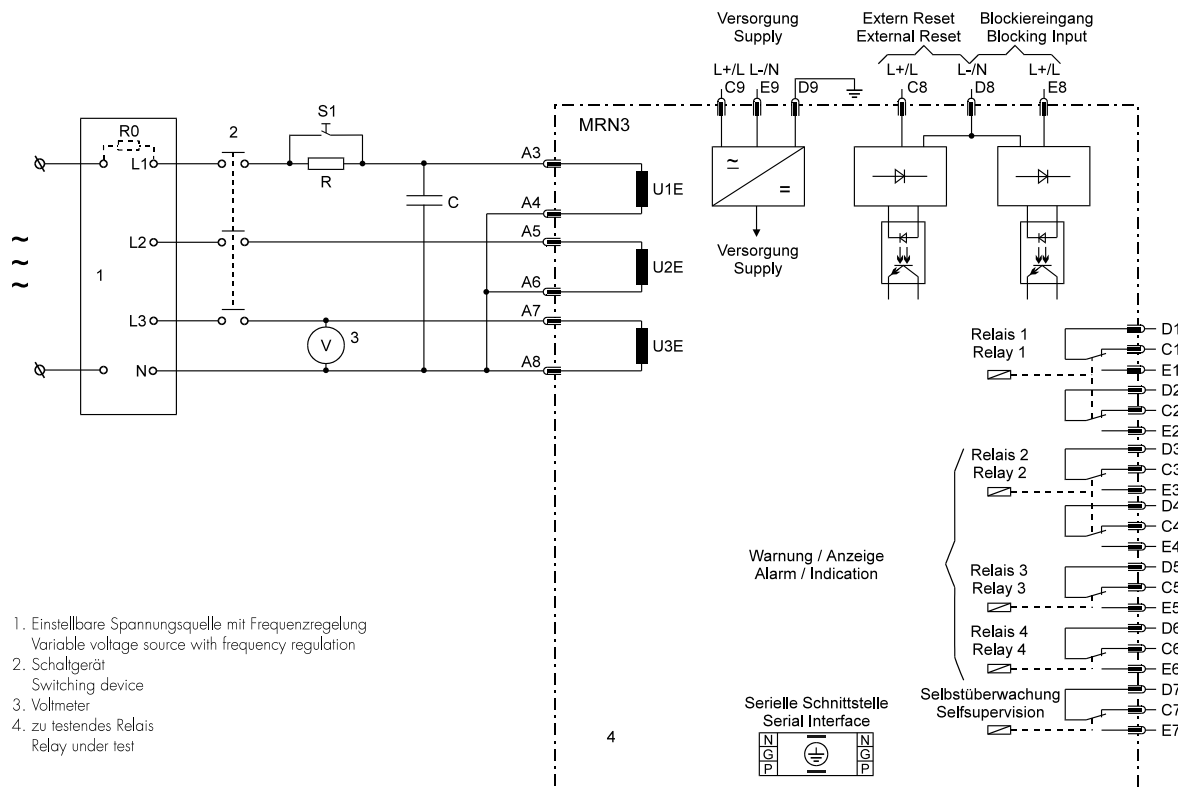 Versorgung
Supply
Extern Reset
External Reset
Blockiereingang
Blocking Input
L+/L
L-/N
L+/L
L-/N
L+/L
C9
E9
D9
C8
D8
E8
MRN3
R0
2
S1
L1
R
C
A3
A4
U1E
~
=
Versorgung
Supply
L2
A5
A6
U2E
~
~
~
1
L3
V
3
A7
A8
U3E
N
Relais 1
Relay 1
D1
C1
E1
D2
C2
E2
Relais 2
Relay 2
D3
C3
E3
D4
C4
E4
Warnung / Anzeige
Alarm / Indication
Relais 3
Relay 3
D5
C5
E5
Relais 4
Relay 4
D6
C6
E6
Selbstüberwachung
Selfsupervision
D7
C7
E7
1. Einstellbare Spannungsquelle mit Frequenzregelung
Variable voltage source with frequency regulation
2. Schaltgerät
Switching device
3. Voltmeter
4. zu testendes Relais
Relay under test
4
Serielle Schnittstelle
Serial Interface
N N
G G
P P